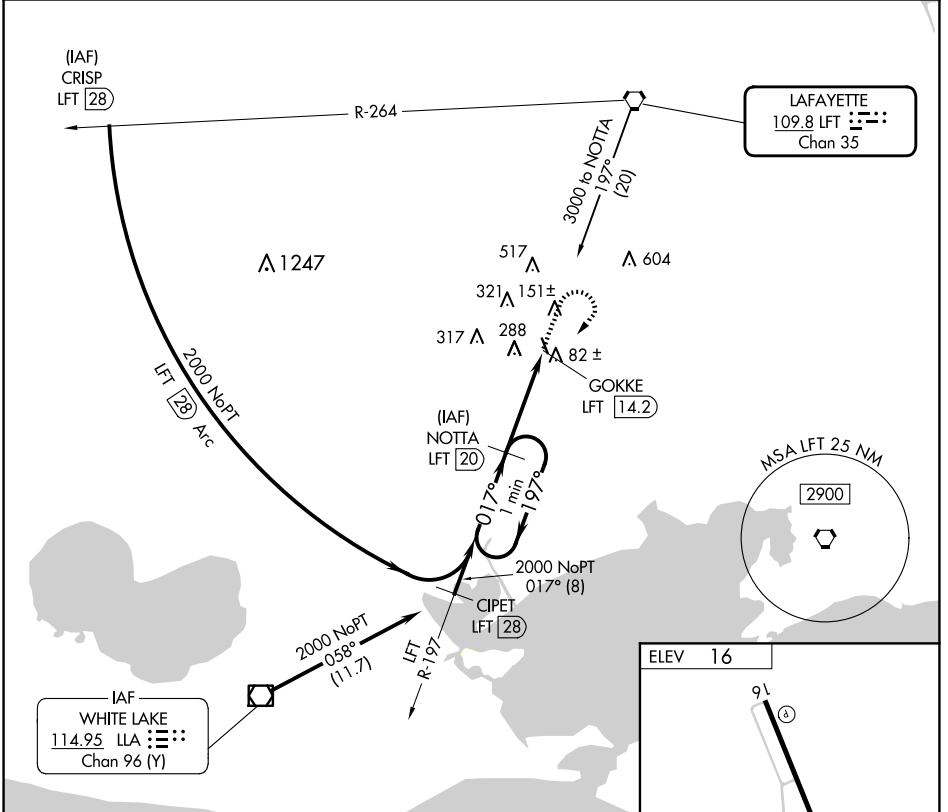 (IAF)
CRISP
LFT 28
R-264
LAFAYETTE
109.8 LFT
Chan 35
3000 to NOTTA
197°
(20)
1247
517
604
321
151±
317
288
82 ±
GOKKE
LFT 14.2
2000 NoPT
LFT 28 Arc
(IAF)
NOTTA
LFT 20
MSA LFT 25 NM
2900
017°
1 min
197°
2000 NoPT
017° (8)
CIPET
LFT 28
2000 NoPT
058°
(11.7)
LFT
R-197
IAF
WHITE LAKE
114.95 LLA
Chan 96 (Y)
ELEV 16
16
P